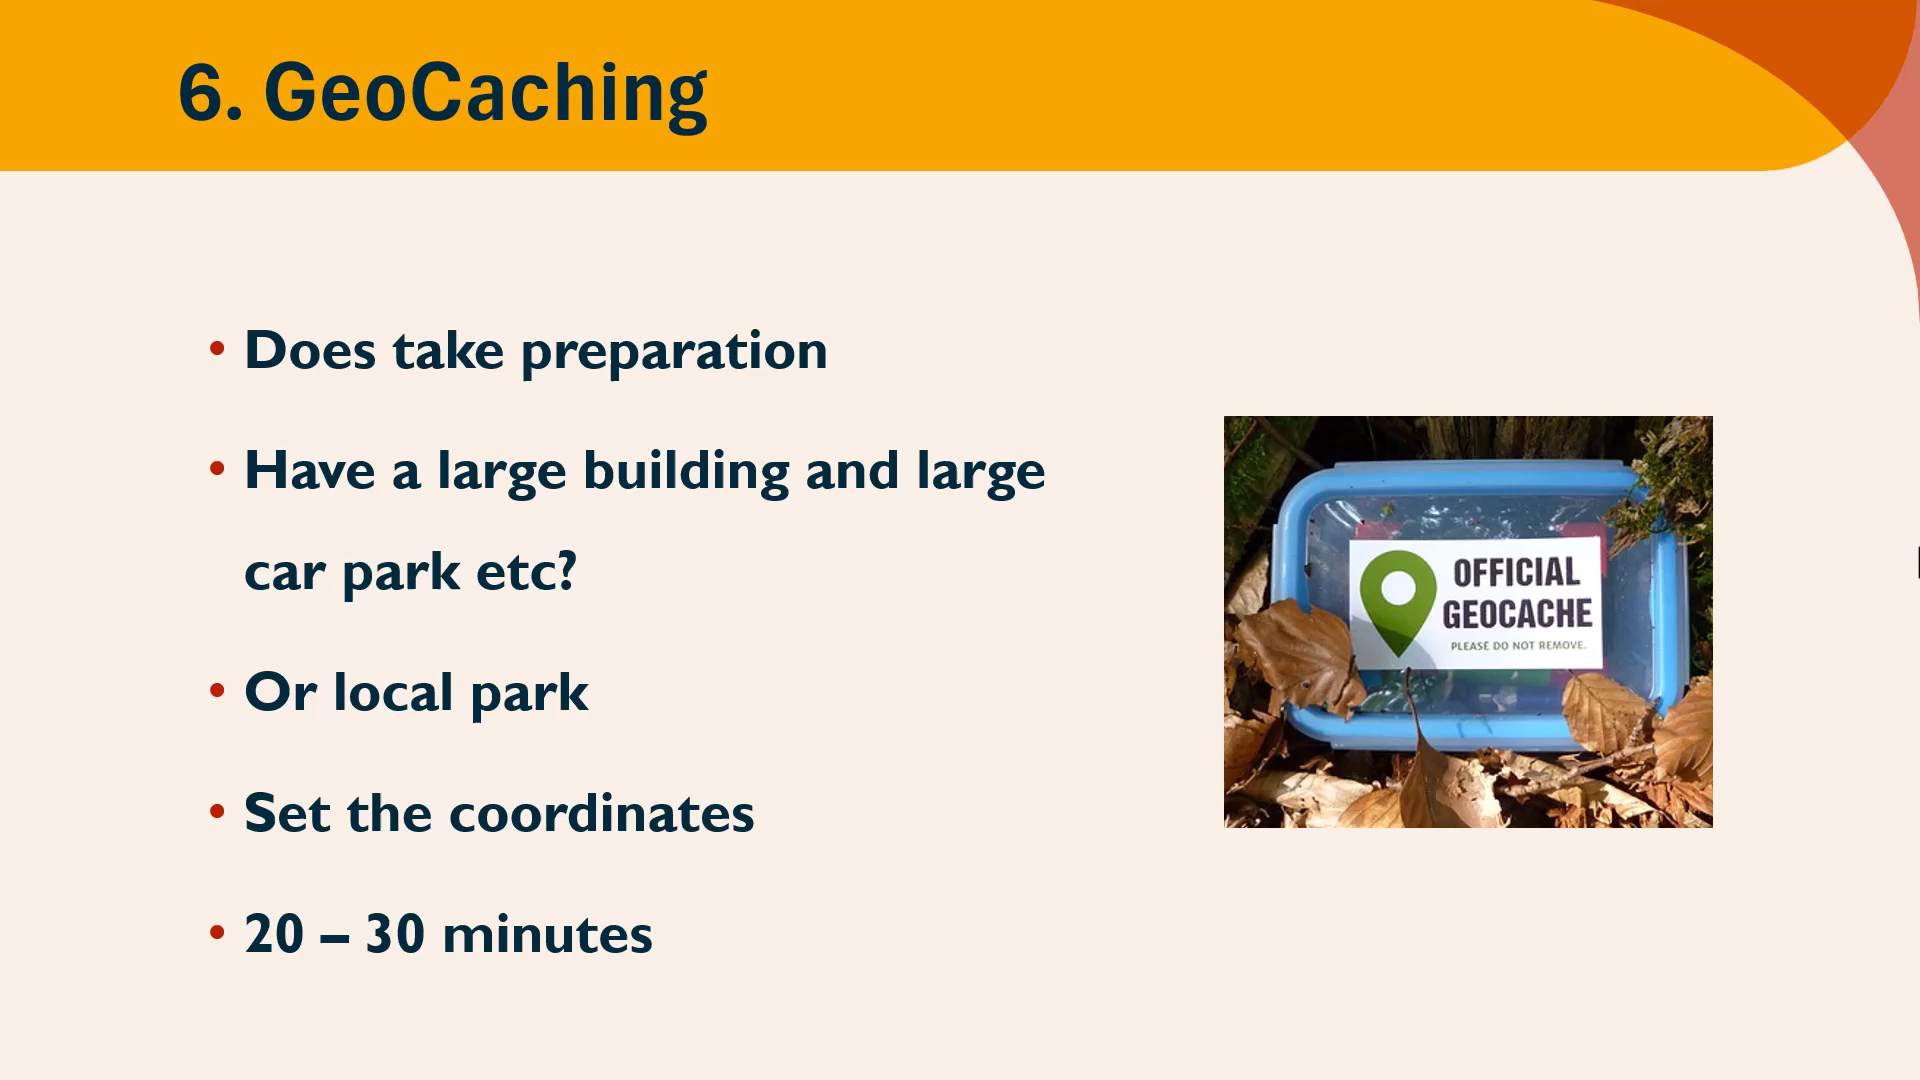 6. GeoCaching
• Does take preparation
• Have a large building and large
car park etc?
• Or local park
• Set the coordinates
• 20 – 30 minutes
OFFICIAL
GEOCACHE
PLEASE DO NOT REMOVE.